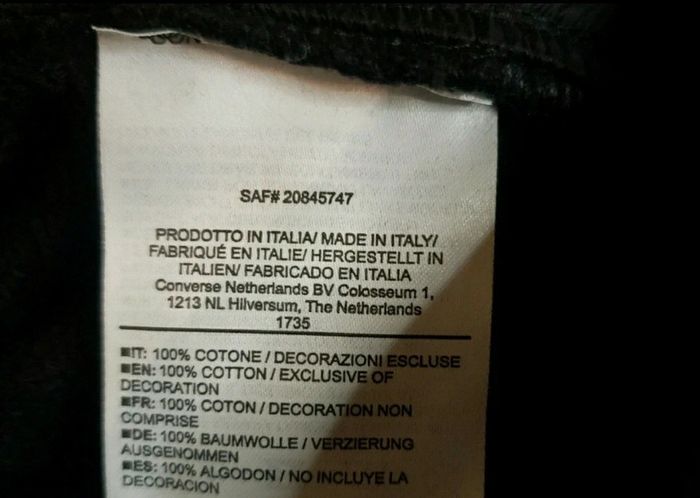 SAF# 20845747
PRODOTTO IN ITALIA/ MADE IN ITALY/
FABRIQUÉ EN ITALIE/ HERGESTELLT IN
ITALIEN/ FABRICADO EN ITALIA
Converse Netherlands BV Colosseum 1,
1213 NL Hilversum, The Netherlands
1735
IT: 100% COTONE / DECORAZIONI ESCLUSE
EN: 100% COTTON / EXCLUSIVE OF
DECORATION
FR: 100% COTON / DECORATION NON
COMPRISE
DE: 100% BAUMWOLLE / VERZIERUNG
AUSGENOMMEN
ES: 100% ALGODON / NO INCLUYE LA
DECORACION